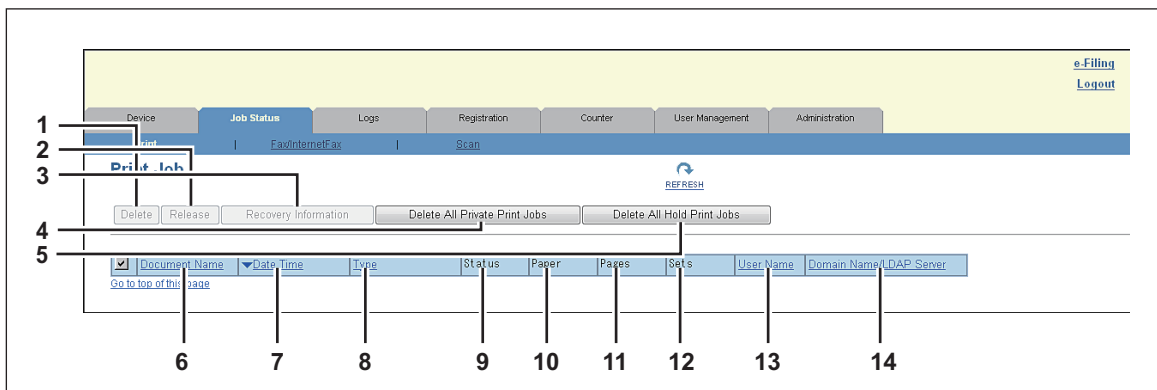 e-Filing
Logout
Device Job Status Logs Registration Counter User Management Administration
1
Print | Fax/InternetFax | Scan
2
Print Job
3
REFRESH
Delete Release Recovery Information Delete All Private Print Jobs Delete All Hold Print Jobs
4
5
Document Name Date Time Type Status Paper Pages Sets User Name Domain Name/LDAP Server
Go to top of this page
6 7 8 9 10 11 12 13 14